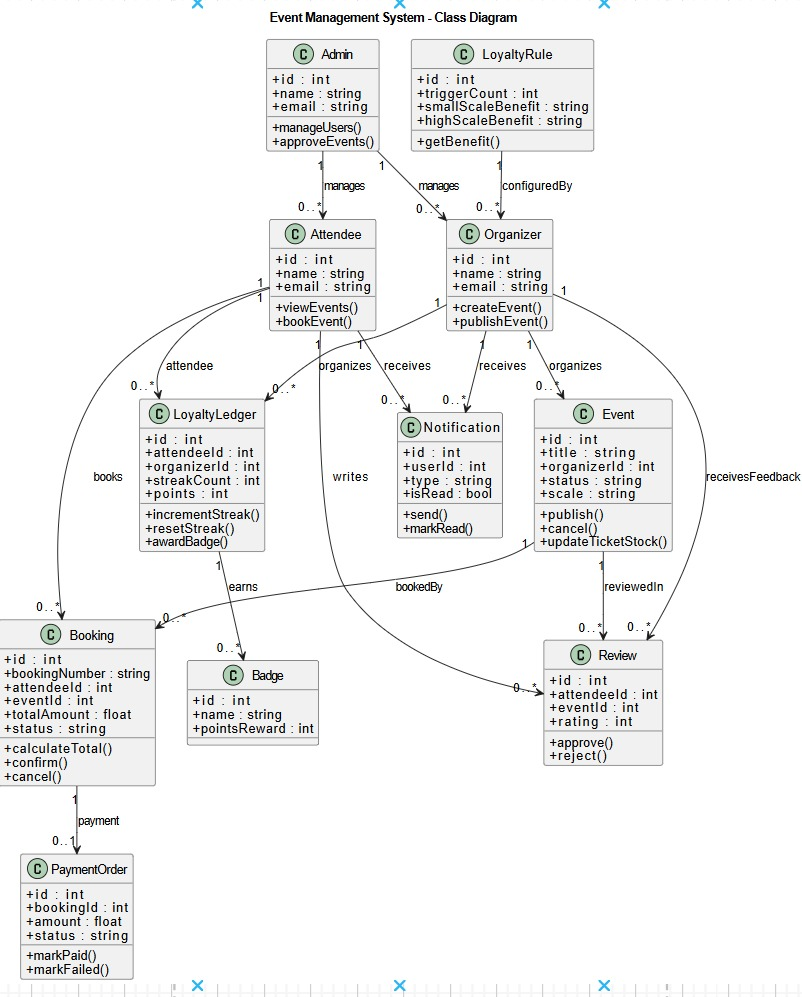 Event Management System - Class Diagram
C Admin
+id : int
+name : string
+email : string
+manageUsers()
+approveEvents()
C LoyaltyRule
+id : int
+triggerCount : int
+smallScaleBenefit : string
+highScaleBenefit : string
+getBenefit()
1
manages
0..*
1
manages
0..*
1
configuredBy
0..*
C Attendee
+id : int
+name : string
+email : string
+viewEvents()
+bookEvent()
C Organizer
+id : int
+name : string
+email : string
+createEvent()
+publishEvent()
1
books
0..*
1
attendee
0..*
1
organizes
0..*
1
writes
0..*
1
receives
0..*
1
receives
0..*
1
organizes
0..*
1
receivesFeedback
0..*
C LoyaltyLedger
+id : int
+attendeeId : int
+organizerId : int
+streakCount : int
+points : int
+incrementStreak()
+resetStreak()
+awardBadge()
C Notification
+id : int
+userId : int
+type : string
+isRead : bool
+send()
+markRead()
C Event
+id : int
+title : string
+organizerId : int
+status : string
+scale : string
+publish()
+cancel()
+updateTicketStock()
1
earns
0..*
1
bookedBy
0..*
1
reviewedIn
0..*
C Booking
+id : int
+bookingNumber : string
+attendeeId : int
+eventId : int
+totalAmount : float
+status : string
+calculateTotal()
+confirm()
+cancel()
C Badge
+id : int
+name : string
+pointsReward : int
C Review
+id : int
+attendeeId : int
+eventId : int
+rating : int
+approve()
+reject()
1
payment
0..1
C PaymentOrder
+id : int
+bookingId : int
+amount : float
+status : string
+markPaid()
+markFailed()